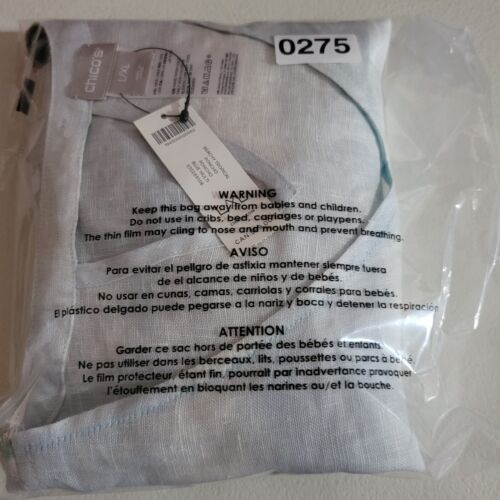 0275
chico's
L/XL
WARNING
Keep this bag away from babies and children.
Do not use in cribs, bed, carriages or playpens.
The thin film may cling to nose and mouth and prevent breathing.
AVISO
Para evitar el peligro de asfixia mantener siempre fuera
de el alcance de niños y de bebés.
No usar en cunas, camas, carriolas y corrales para bebés.
El plástico delgado puede pegarse a la nariz y boca y detener la respiración
ATTENTION
Garder ce sac hors de portée des bébés et enfants.
Ne pas utiliser dans les berceaux, lits, poussettes ou parcs à bébé.
Le film protecteur, étant fin, pourrait par inadvertance provoquer
l'étouffement en bloquant les narines ou/et la bouche.